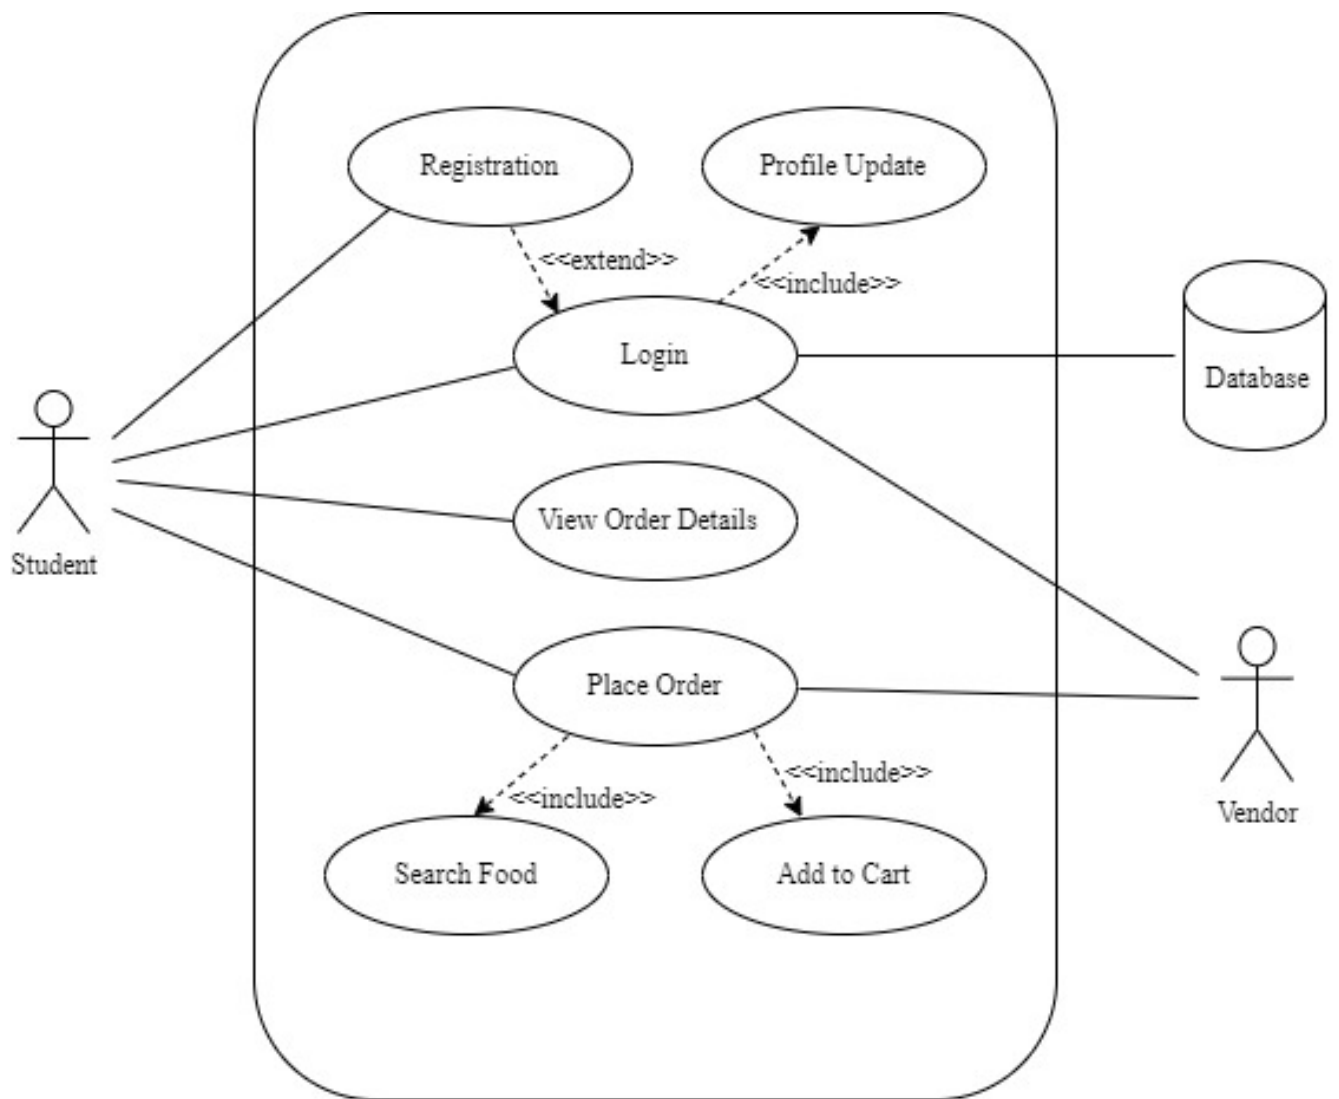 Registration
Profile Update
<<extend>>
<<include>>
Login
Database
Student
View Order Details
Place Order
<<include>>
<<include>>
Vendor
Search Food
Add to Cart